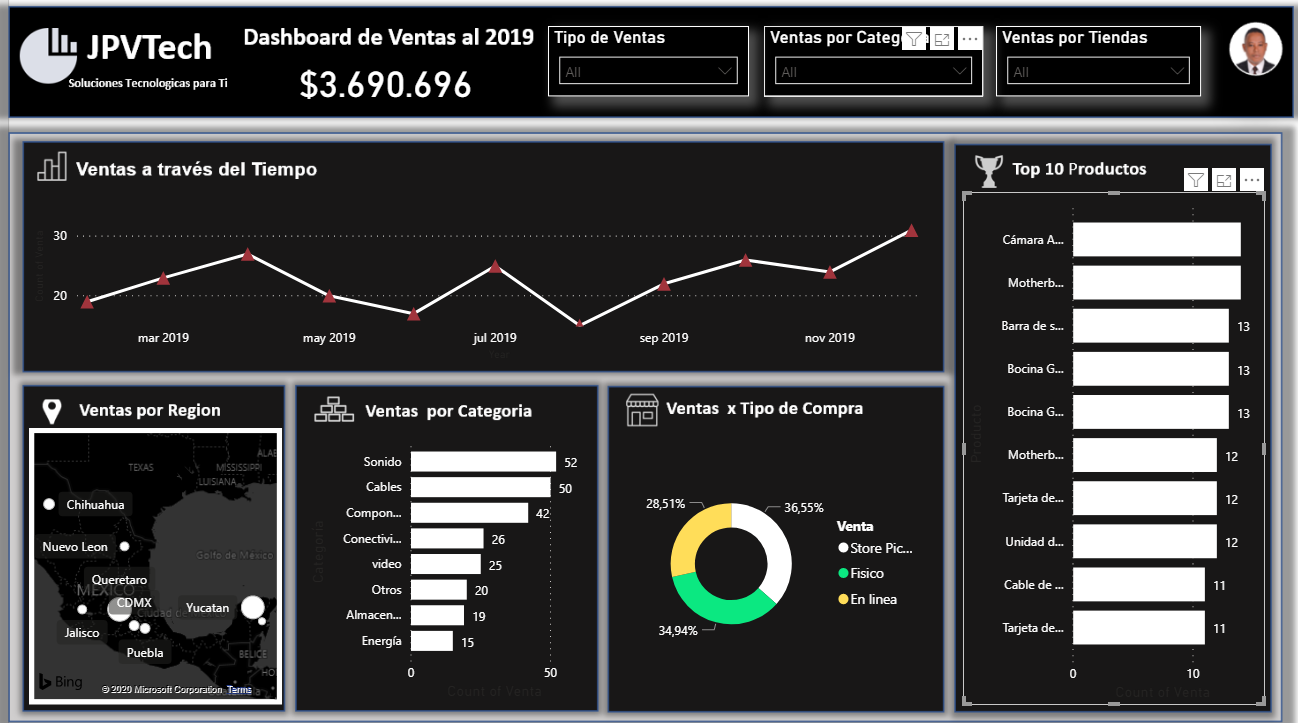 JPVTech
Soluciones Tecnologicas para Ti
Dashboard de Ventas al 2019
$3.690.696
Tipo de Ventas
All
Ventas por Categ
All
Ventas por Tiendas
All
Ventas a través del Tiempo
Count of Venta
30
20
mar 2019
may 2019
jul 2019
sep 2019
nov 2019
Year
Top 10 Productos
Producto
Cámara A...
Motherb...
Barra de s... 13
Bocina G... 13
Bocina G... 13
Motherb... 12
Tarjeta de... 12
Unidad d... 12
Cable de ... 11
Tarjeta de... 11
0 10
Count of Venta
Ventas por Region
TEXAS
MISSISSIPPI
ALAB
LOUISIANA
Chihuahua
Nuevo Leon
Golfo de México
Queretaro
MÉXICO
CDMX
Ciudad de
Yucatan
Jalisco
Puebla
BELICE
HO
Bing
© 2020 Microsoft Corporation Terms
Ventas por Categoria
Categoria
Sonido 52
Cables 50
Compon... 42
Conectivi... 26
video 25
Otros 20
Almacen... 19
Energía 15
0 50
Count of Venta
Ventas x Tipo de Compra
28,51%
36,55%
34,94%
Venta
Store Pic...
Fisico
En linea